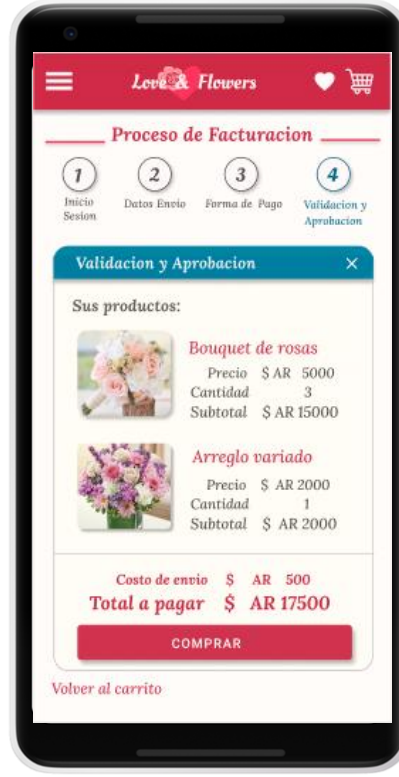 Love & Flowers
Proceso de Facturacion
1 2 3 4
Inicio Sesion
Datos Envio
Forma de Pago
Validacion y Aprobacion
Validacion y Aprobacion ×
Sus productos:
Bouquet de rosas
Precio $ AR 5000
Cantidad 3
Subtotal $ AR 15000
Arreglo variado
Precio $ AR 2000
Cantidad 1
Subtotal $ AR 2000
Costo de envio $ AR 500
Total a pagar $ AR 17500
COMPRAR
Volver al carrito